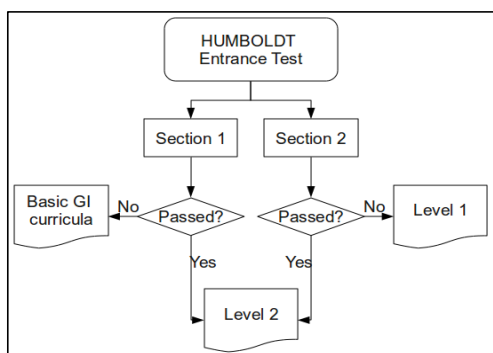 HUMBOLDT
Entrance Test
Section 1
Section 2
Basic GI
curricula
No
Passed?
Passed?
No
Level 1
Yes
Yes
Level 2